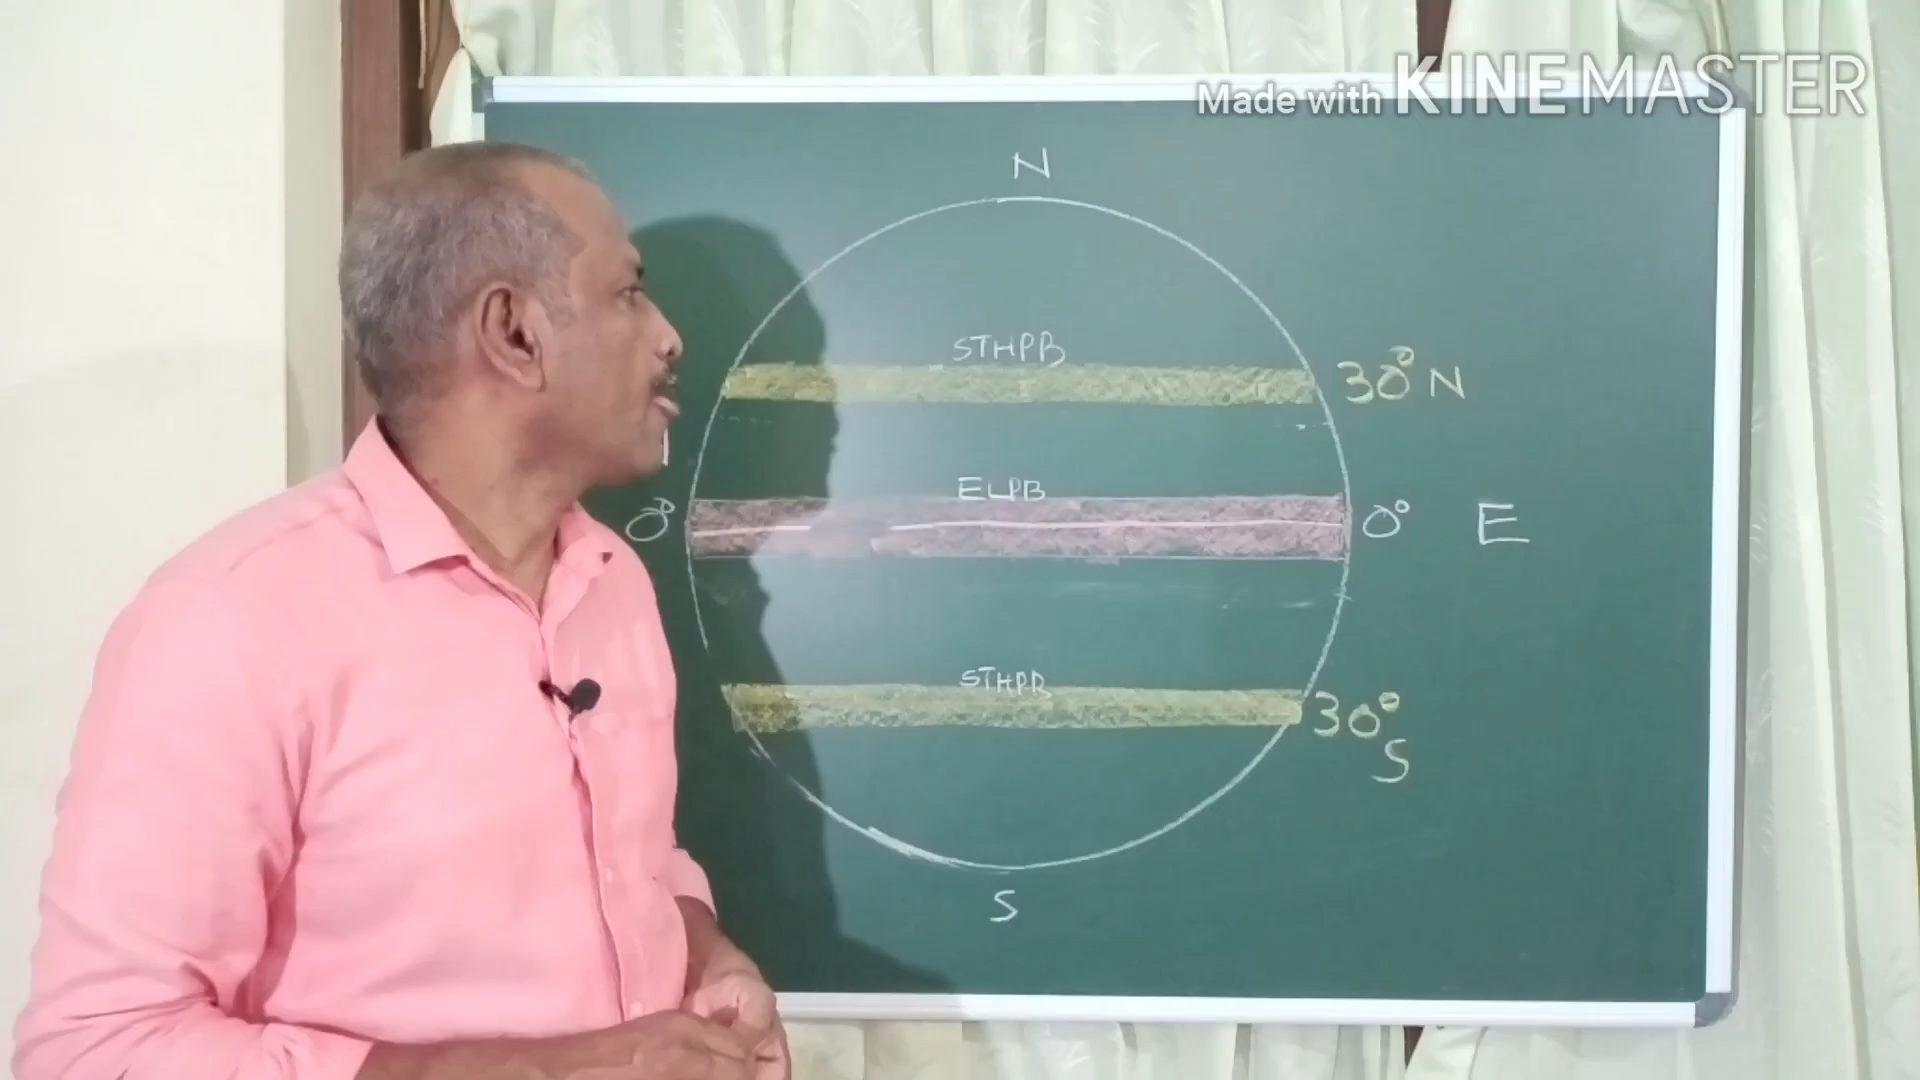 Made with KINEMASTER
N
STHPB
30° N
ELPB
0°
0° E
STHPB
30°
S
S